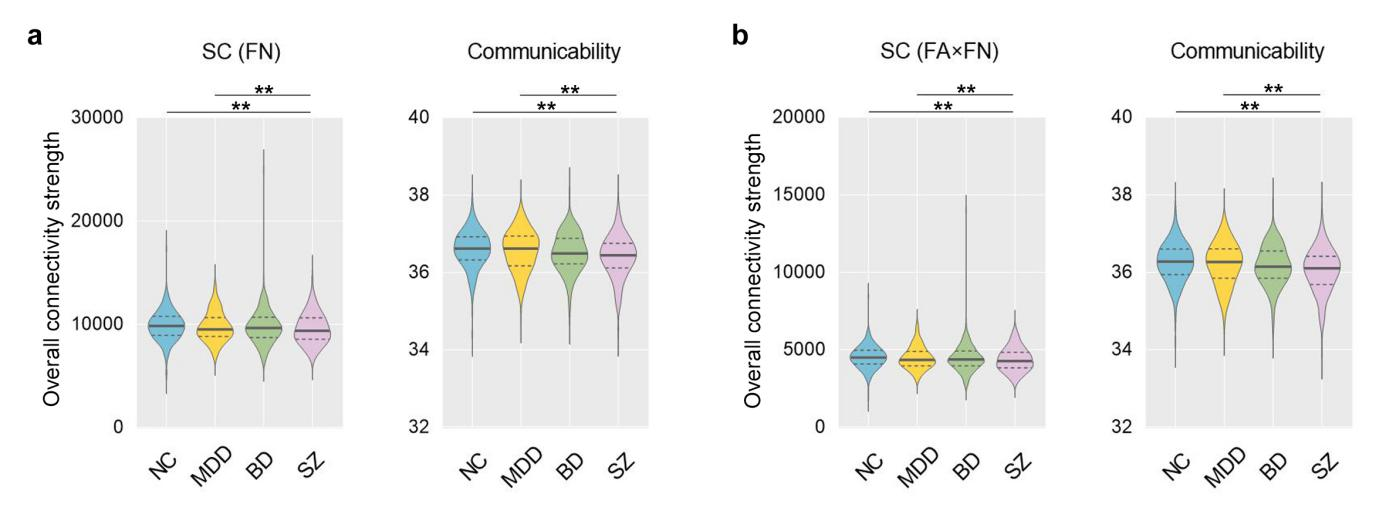 a
SC (FN)
Communicability
**
**
**
**
Overall connectivity strength
30000
20000
10000
0
40
38
36
34
32
NC
MDD
BD
SZ
NC
MDD
BD
SZ
b
SC (FA×FN)
Communicability
**
**
**
**
Overall connectivity strength
20000
15000
10000
5000
0
40
38
36
34
32
NC
MDD
BD
SZ
NC
MDD
BD
SZ